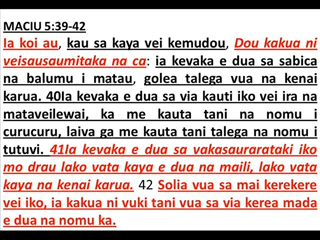 MACIU 5:39-42
Ia koi au, kau sa kaya vei kemudou, Dou kakua ni
veisausaumitaka na ca: ia kevaka e dua sa sabica
na balumu i matau, golea talega vua na kenai
karua. 40Ia kevaka e dua sa via kauti iko vei ira na
mataveilewai, ka me kauta tani na nomu i
curucuru, laiva ga me kauta tani talega na nomu i
tutuvi. 41Ia kevaka e dua sa vakasaurarataki iko
mo drau lako vata kaya e dua na maili, lako vata
kaya na kenai karua. 42 Solia vua sa mai kerekere
vei iko, ia kakua ni vuki tani vua sa via kerea mada
e dua na nomu ka.